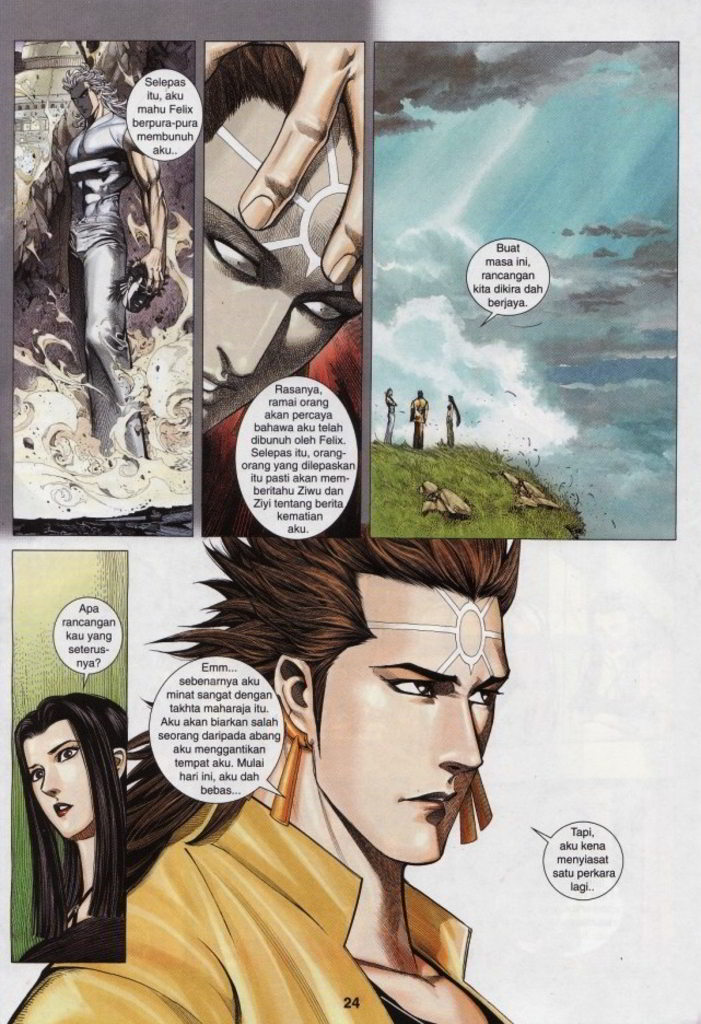 Selepas
itu, aku
mahu Felix
berpura-pura
membunuh
aku..
Rasanya,
ramai orang
akan percaya
bahawa aku telah
dibunuh oleh Felix.
Selepas itu, orang-
orang yang dilepaskan
itu pasti akan mem-
beritahu Ziwu dan
Ziyi tentang berita
kematian
aku.
Buat
masa ini,
rancangan
kita dikira dah
berjaya.
Apa
rancangan
kau yang
seterus-
nya?
Emm...
sebenarnya aku
minat sangat dengan
takhta maharaja itu.
Aku akan biarkan salah
seorang daripada abang
aku menggantikan
tempat aku. Mulai
hari ini, aku dah
bebas...
Tapi,
aku kena
menyiasat
satu perkara
lagi..
24